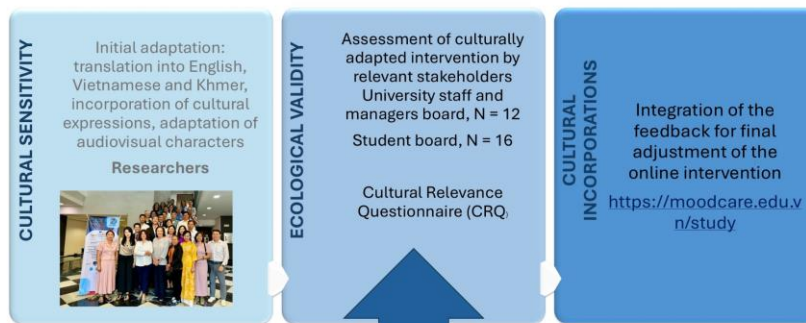 CULTURAL SENSITIVITY
Initial adaptation:
translation into English,
Vietnamese and Khmer,
incorporation of cultural
expressions, adaptation of
audiovisual characters
Researchers
ECOLOGICAL VALIDITY
Assessment of culturally
adapted intervention by
relevant stakeholders
University staff and
managers board, N = 12
Student board, N = 16
Cultural Relevance
Questionnaire (CRQ)
CULTURAL
INCORPORATIONS
Integration of the
feedback for final
adjustment of the
online intervention
https://moodcare.edu.v
n/study